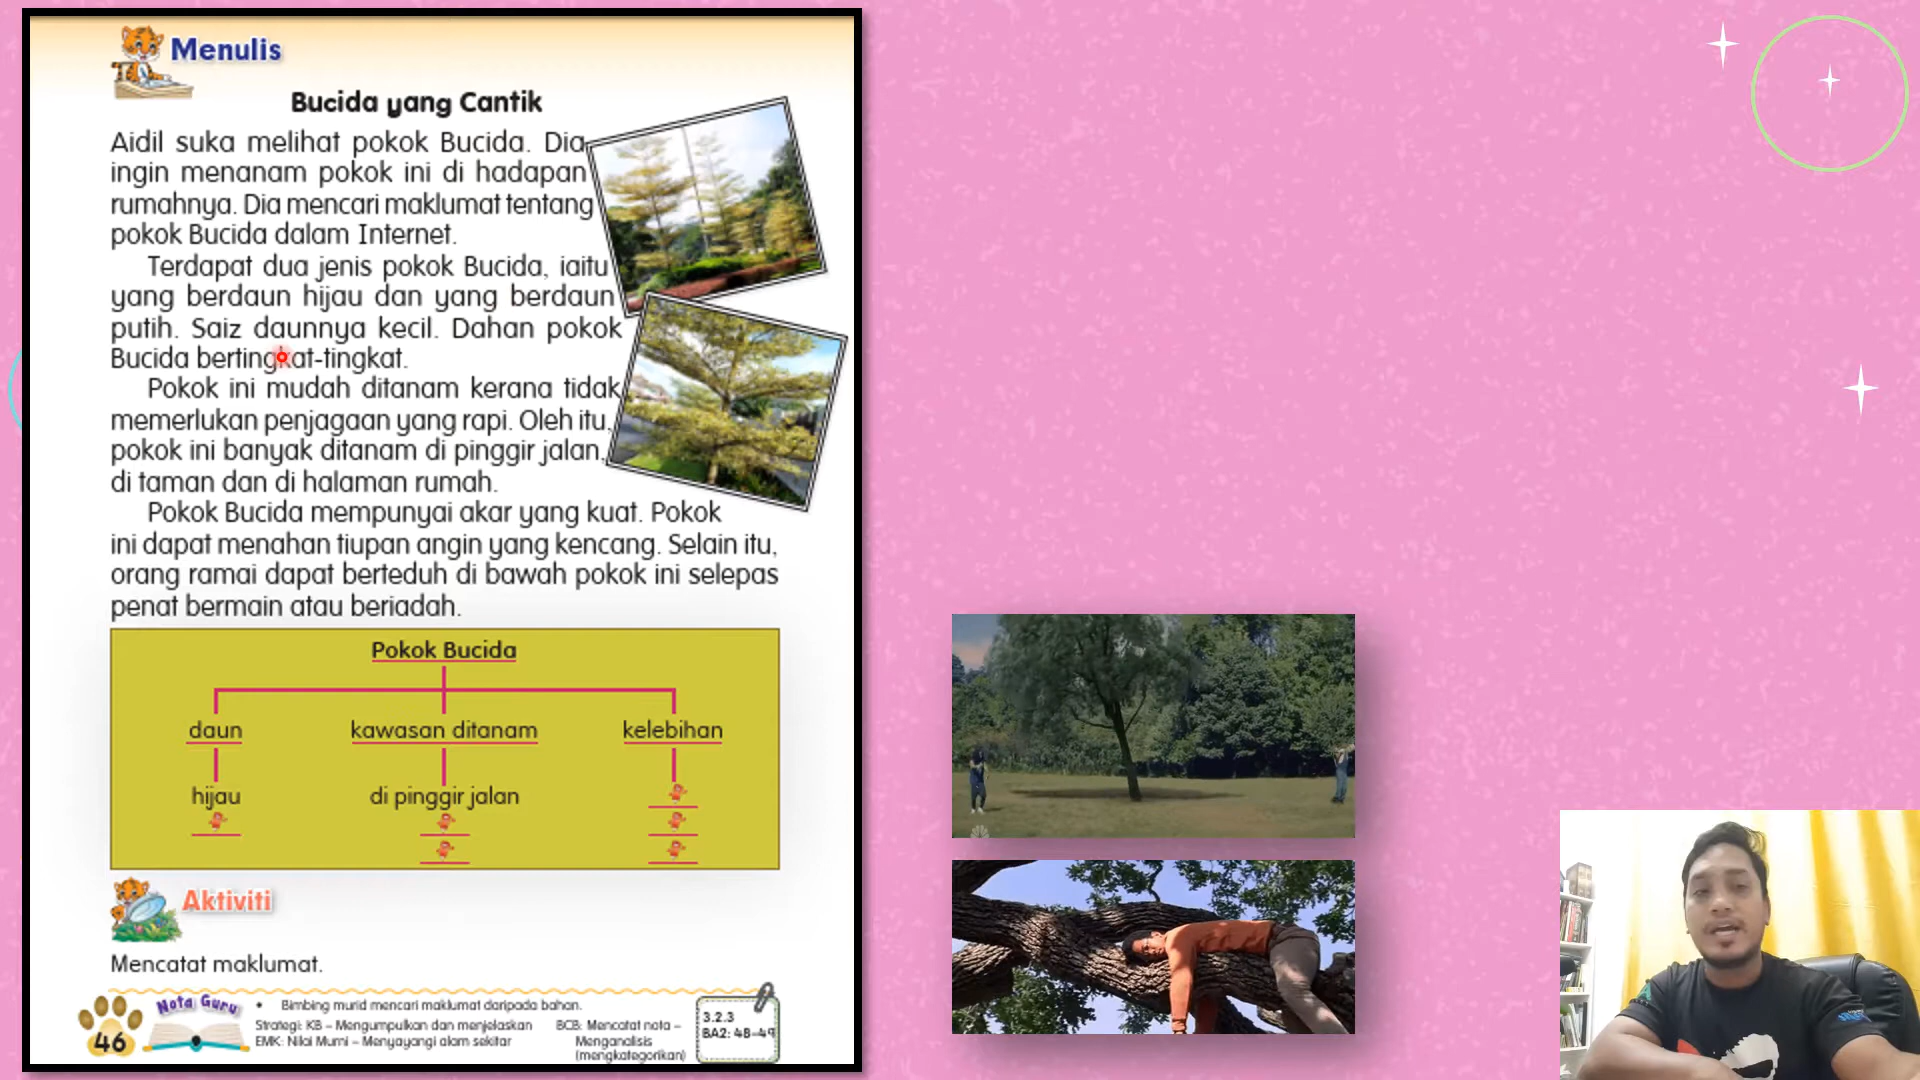 Menulis
Bucida yang Cantik
Aidil suka melihat pokok Bucida. Dia
ingin menanam pokok ini di hadapan
rumahnya. Dia mencari maklumat tentang
pokok Bucida dalam Internet.
Terdapat dua jenis pokok Bucida, iaitu
yang berdaun hijau dan yang berdaun
putih. Saiz daunnya kecil. Dahan pokok
Bucida bertingkat-tingkat.
Pokok ini mudah ditanam kerana tidak
memerlukan penjagaan yang rapi. Oleh itu,
pokok ini banyak ditanam di pinggir jalan,
di taman dan di halaman rumah.
Pokok Bucida mempunyai akar yang kuat. Pokok
ini dapat menahan tiupan angin yang kencang. Selain itu,
orang ramai dapat berteduh di bawah pokok ini selepas
penat bermain atau beriadah.
Pokok Bucida
daun kawasan ditanam kelebihan
hijau di pinggir jalan
Aktiviti
Mencatat maklumat.
46
Nota Guru
• Bimbing murid mencari maklumat daripada bahan.
Strategi: KB – Mengumpulkan dan menjelaskan
EMK: Nilai Murni – Menyayangi alam sekitar
BCB: Mencatat nota –
Menganalisis
(mengkategorikan)
3.2.3
BA2: 48-49